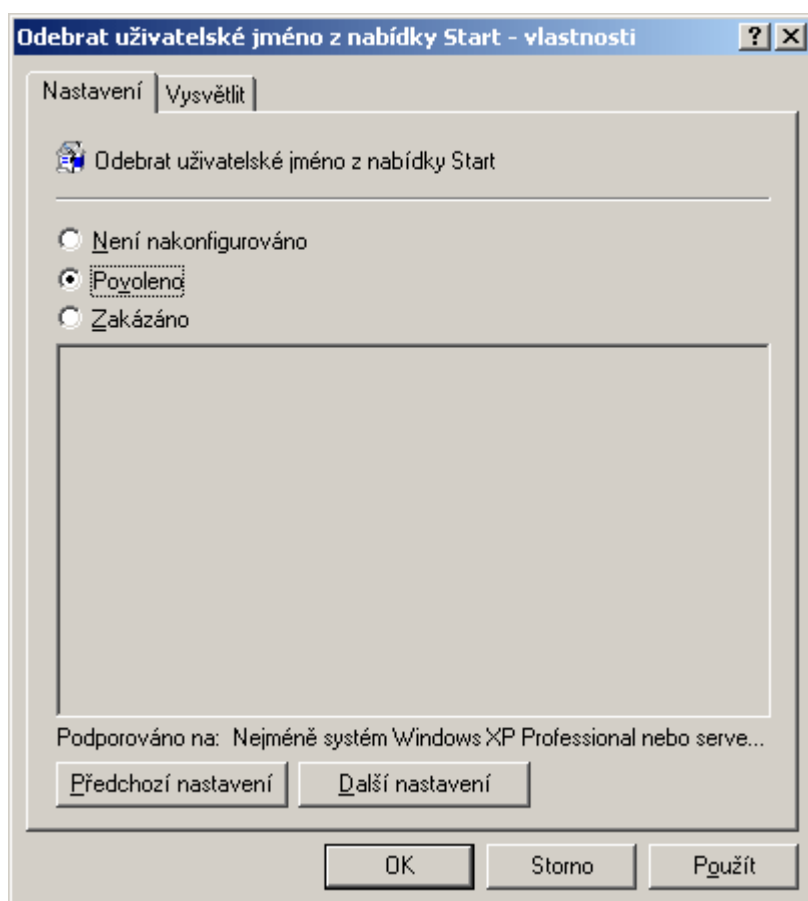 Odebrat uživatelské jméno z nabídky Start - vlastnosti
Nastavení
Vysvětlit
Odebrat uživatelské jméno z nabídky Start
Není nakonfigurováno
Povoleno
Zakázáno
Podporováno na: Nejméně systém Windows XP Professional nebo serve...
Předchozí nastavení
Další nastavení
OK
Storno
Použít